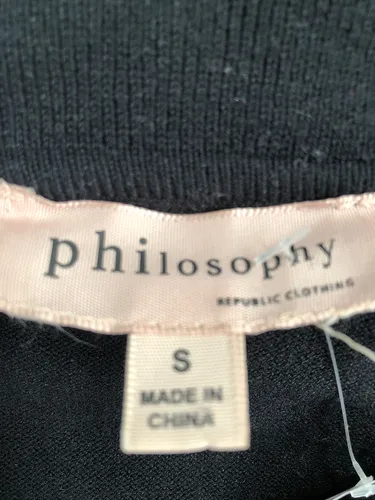 philosophy
REPUBLIC CLOTHING
S
MADE IN
CHINA